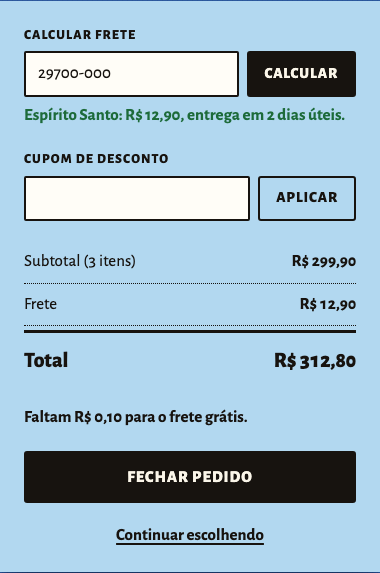 CALCULAR FRETE
29700-000 CALCULAR
Espírito Santo: R$ 12,90, entrega em 2 dias úteis.
CUPOM DE DESCONTO
APLICAR
Subtotal (3 itens) R$ 299,90
Frete R$ 12,90
Total R$ 312,80
Faltam R$ 0,10 para o frete grátis.
FECHAR PEDIDO
Continuar escolhendo